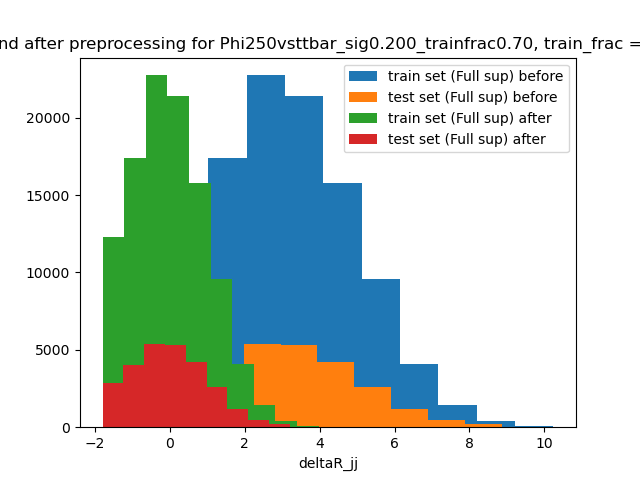 nd after preprocessing for Phi250vsttbar_sig0.200_trainfrac0.70, train_frac =
train set (Full sup) before
test set (Full sup) before
train set (Full sup) after
test set (Full sup) after
20000
15000
10000
5000
0
−2 0 2 4 6 8 10
deltaR_jj